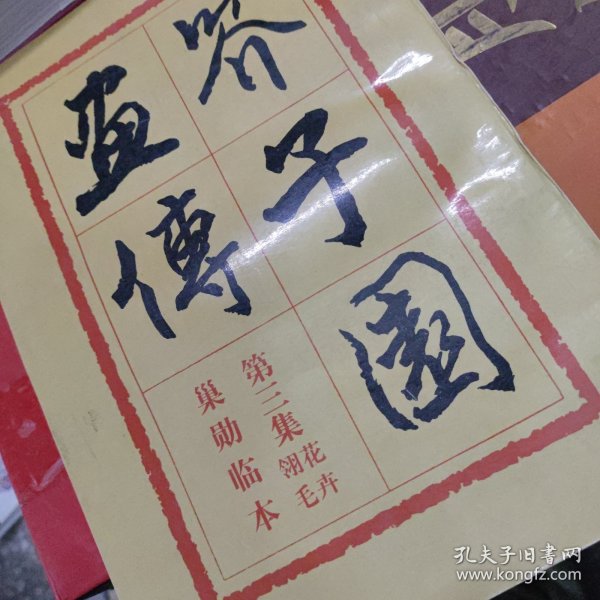 芥子園
畫傳
第三集 花卉
翎毛
巢勋临本
孔夫子旧書网
www.kongfz.com